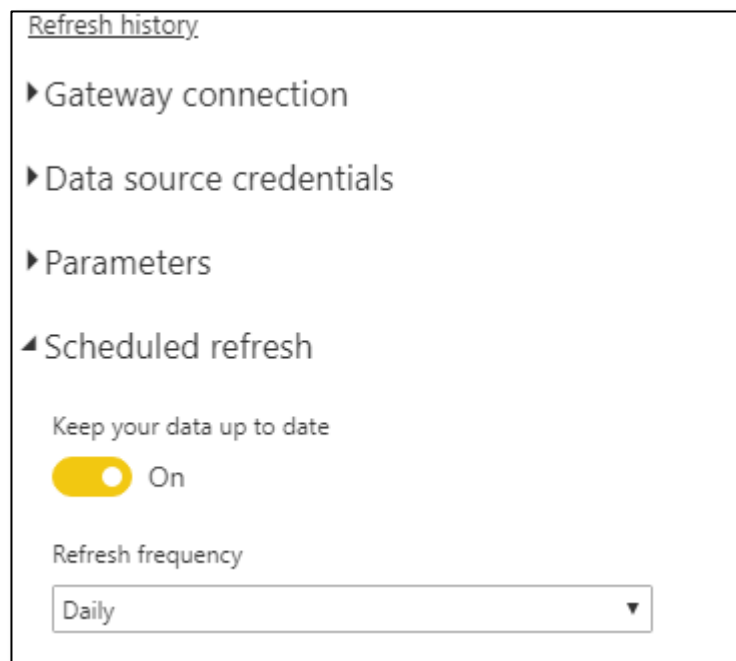 Refresh history
Gateway connection
Data source credentials
Parameters
Scheduled refresh
Keep your data up to date
On
Refresh frequency
Daily